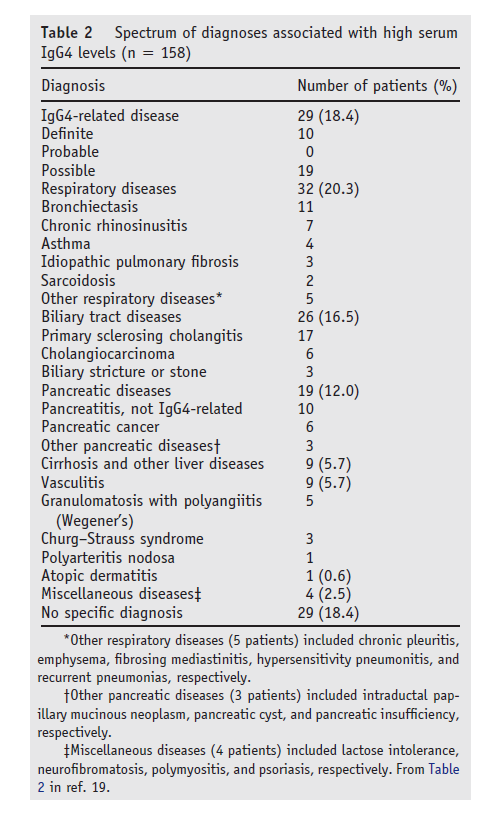 Table 2 Spectrum of diagnoses associated with high serum
IgG4 levels (n = 158)
Diagnosis Number of patients (%)
IgG4-related disease 29 (18.4)
Definite 10
Probable 0
Possible 19
Respiratory diseases 32 (20.3)
Bronchiectasis 11
Chronic rhinosinusitis 7
Asthma 4
Idiopathic pulmonary fibrosis 3
Sarcoidosis 2
Other respiratory diseases* 5
Biliary tract diseases 26 (16.5)
Primary sclerosing cholangitis 17
Cholangiocarcinoma 6
Biliary stricture or stone 3
Pancreatic diseases 19 (12.0)
Pancreatitis, not IgG4-related 10
Pancreatic cancer 6
Other pancreatic diseases† 3
Cirrhosis and other liver diseases 9 (5.7)
Vasculitis 9 (5.7)
Granulomatosis with polyangiitis 5
(Wegener's)
Churg–Strauss syndrome 3
Polyarteritis nodosa 1
Atopic dermatitis 1 (0.6)
Miscellaneous diseases‡ 4 (2.5)
No specific diagnosis 29 (18.4)
*Other respiratory diseases (5 patients) included chronic pleuritis,
emphysema, fibrosing mediastinitis, hypersensitivity pneumonitis, and
recurrent pneumonias, respectively.
†Other pancreatic diseases (3 patients) included intraductal pap-
illary mucinous neoplasm, pancreatic cyst, and pancreatic insufficiency,
respectively.
‡Miscellaneous diseases (4 patients) included lactose intolerance,
neurofibromatosis, polymyositis, and psoriasis, respectively. From Table
2 in ref. 19.